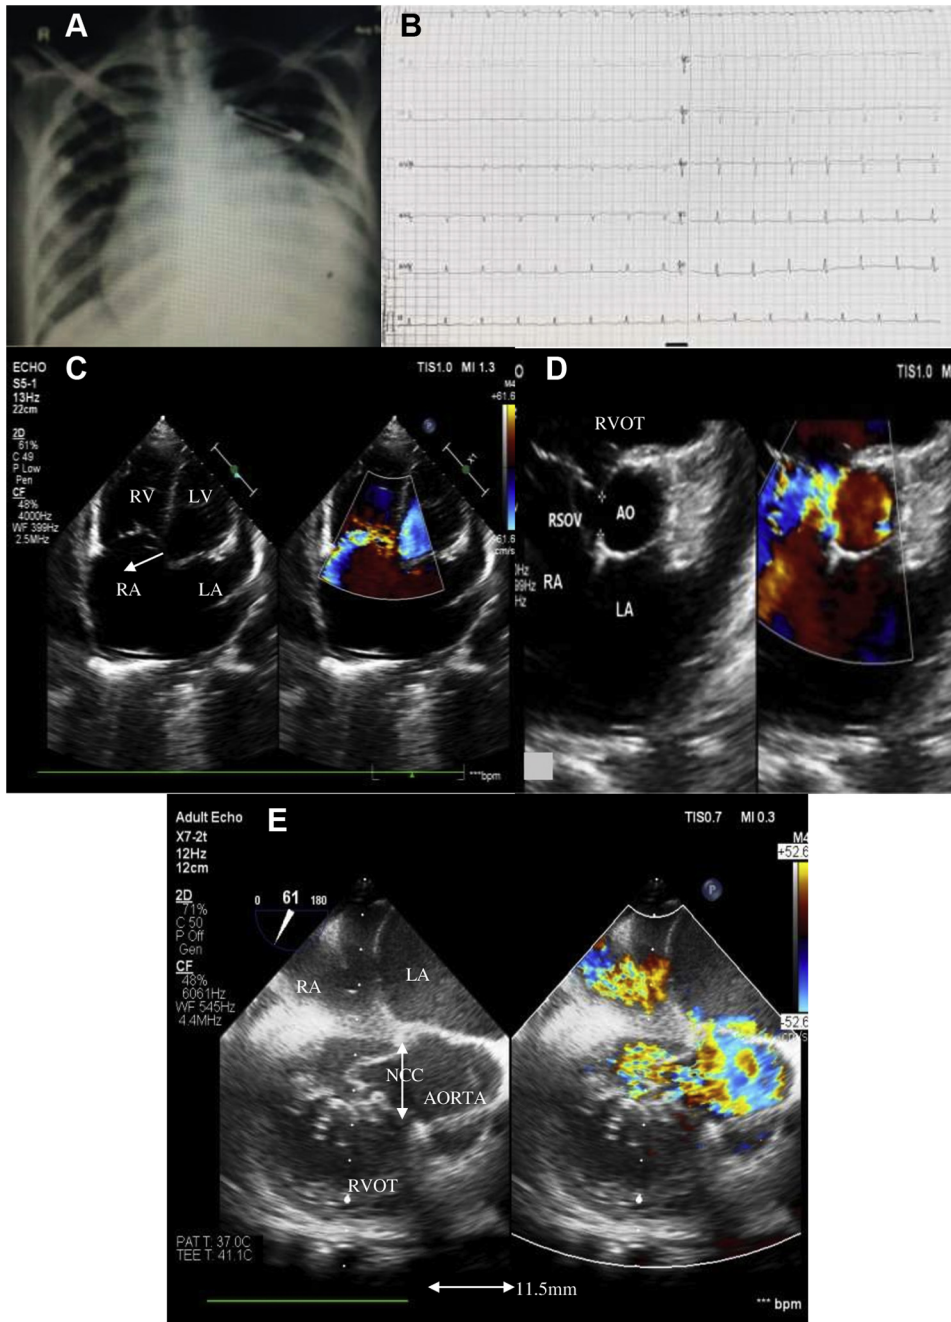 A
R
B
ECHO
S5-1
13Hz
22cm
2D
61%
C 49
P Low
Pen
CF
48%
4000Hz
WF 399Hz
2.5MHz
C
TIS1.0 MI 1.3
M4
+61.6
61.6
cm/s
P
RV
LV
RA
LA
***bpm
D
TIS1.0 M
RVOT
RSOV
AO
RA
LA
Adult Echo
X7-2t
12Hz
12cm
2D
71%
C 50
P Off
Gen
CF
48%
6061Hz
WF 545Hz
4.4MHz
E
TIS0.7 MI 0.3
M4
+52.6
-52.6
cm/s
0 61 180
P
RA
LA
NCC
AORTA
RVOT
PAT T: 37.0C
TEE T: 41.1C
11.5mm
*** bpm